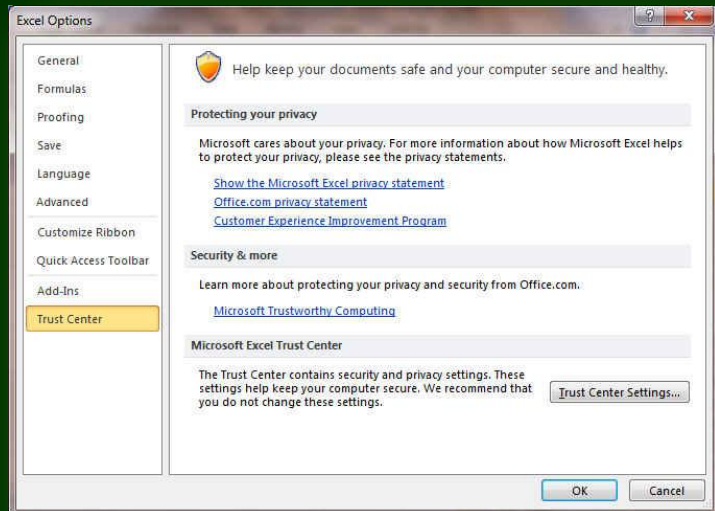 Excel Options
General
Formulas
Proofing
Save
Language
Advanced
Customize Ribbon
Quick Access Toolbar
Add-Ins
Trust Center
Help keep your documents safe and your computer secure and healthy.
Protecting your privacy
Microsoft cares about your privacy. For more information about how Microsoft Excel helps
to protect your privacy, please see the privacy statements.
Show the Microsoft Excel privacy statement
Office.com privacy statement
Customer Experience Improvement Program
Security & more
Learn more about protecting your privacy and security from Office.com.
Microsoft Trustworthy Computing
Microsoft Excel Trust Center
The Trust Center contains security and privacy settings. These
settings help keep your computer secure. We recommend that
you do not change these settings.
Trust Center Settings...
OK
Cancel